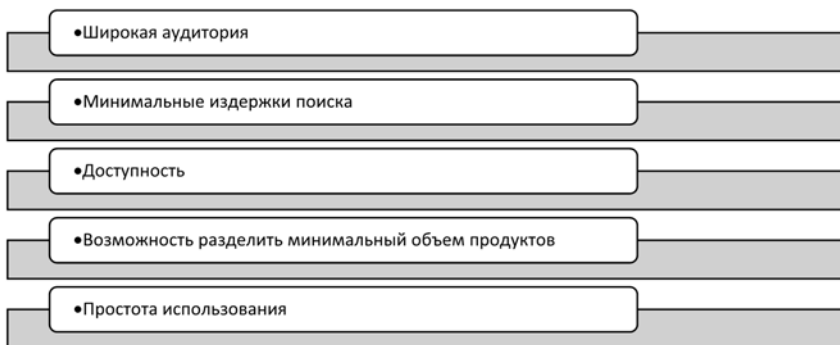 •Широкая аудитория
•Минимальные издержки поиска
•Доступность
•Возможность разделить минимальный объем продуктов
•Простота использования